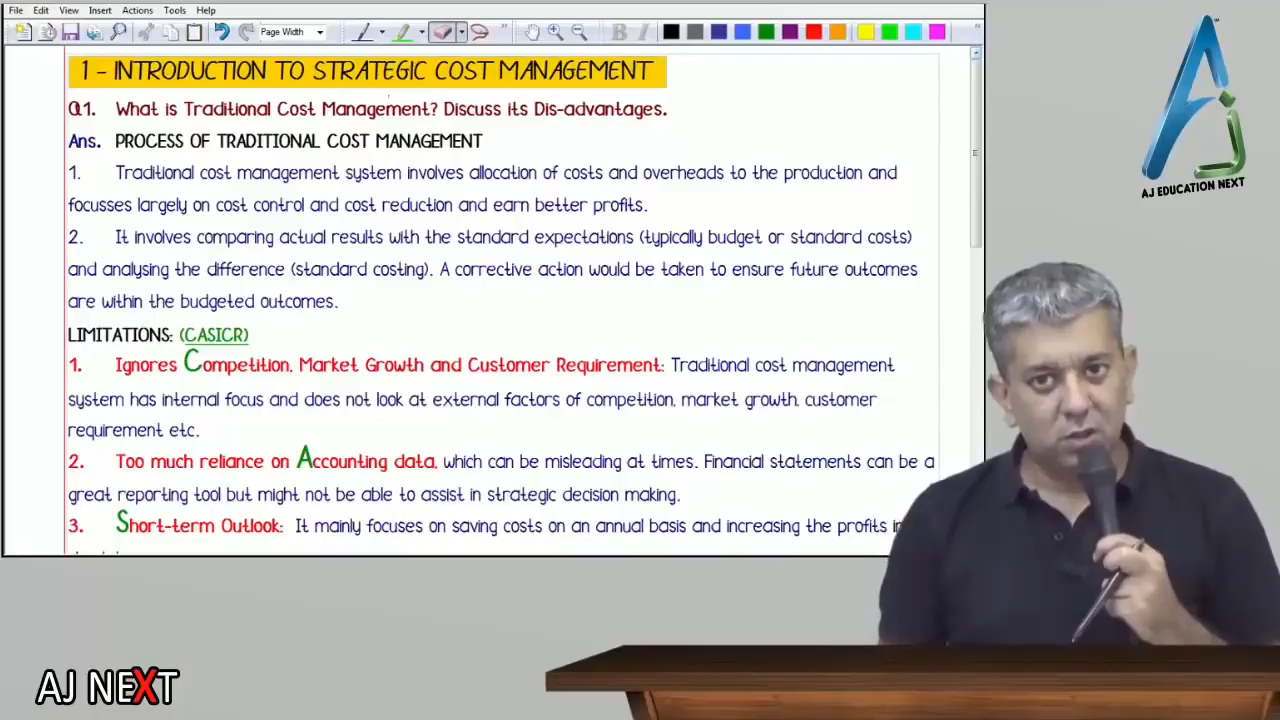 File Edit View Insert Actions Tools Help
Page Width
1 - INTRODUCTION TO STRATEGIC COST MANAGEMENT
Q.1. What is Traditional Cost Management? Discuss its Dis-advantages.
Ans. PROCESS OF TRADITIONAL COST MANAGEMENT
1. Traditional cost management system involves allocation of costs and overheads to the production and
focusses largely on cost control and cost reduction and earn better profits.
2. It involves comparing actual results with the standard expectations (typically budget or standard costs)
and analysing the difference (standard costing). A corrective action would be taken to ensure future outcomes
are within the budgeted outcomes.
LIMITATIONS: (CASICR)
1. Ignores Competition, Market Growth and Customer Requirement: Traditional cost management
system has internal focus and does not look at external factors of competition, market growth, customer
requirement etc.
2. Too much reliance on Accounting data, which can be misleading at times. Financial statements can be a
great reporting tool but might not be able to assist in strategic decision making.
3. Short-term Outlook: It mainly focuses on saving costs on an annual basis and increasing the profits
AJ EDUCATION NEXT
AJ NEXT